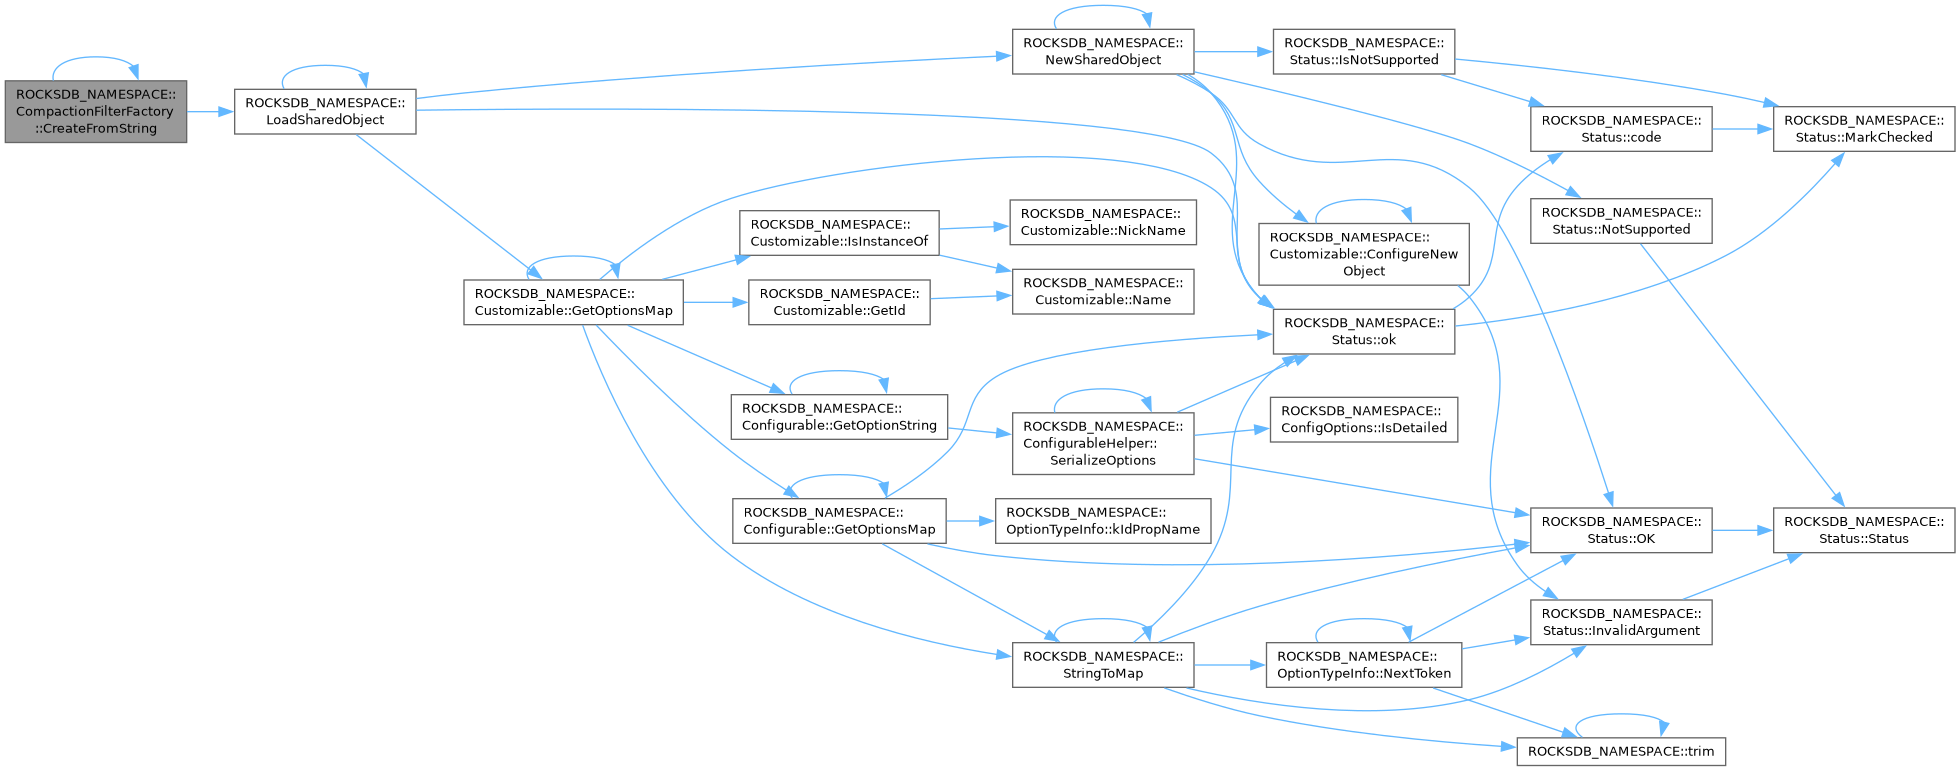 ROCKSDB_NAMESPACE::
CompactionFilterFactory
::CreateFromString
ROCKSDB_NAMESPACE::
LoadSharedObject
ROCKSDB_NAMESPACE::
Customizable::GetOptionsMap
ROCKSDB_NAMESPACE::
Customizable::IsInstanceOf
ROCKSDB_NAMESPACE::
Customizable::GetId
ROCKSDB_NAMESPACE::
Configurable::GetOptionString
ROCKSDB_NAMESPACE::
Configurable::GetOptionsMap
ROCKSDB_NAMESPACE::
NewSharedObject
ROCKSDB_NAMESPACE::
Customizable::NickName
ROCKSDB_NAMESPACE::
Customizable::Name
ROCKSDB_NAMESPACE::
ConfigurableHelper::
SerializeOptions
ROCKSDB_NAMESPACE::
OptionTypeInfo::kIdPropName
ROCKSDB_NAMESPACE::
StringToMap
ROCKSDB_NAMESPACE::
Status::IsNotSupported
ROCKSDB_NAMESPACE::
Customizable::ConfigureNew
Object
ROCKSDB_NAMESPACE::
Status::ok
ROCKSDB_NAMESPACE::
ConfigOptions::IsDetailed
ROCKSDB_NAMESPACE::
OptionTypeInfo::NextToken
ROCKSDB_NAMESPACE::
Status::code
ROCKSDB_NAMESPACE::
Status::NotSupported
ROCKSDB_NAMESPACE::
Status::OK
ROCKSDB_NAMESPACE::
Status::InvalidArgument
ROCKSDB_NAMESPACE::trim
ROCKSDB_NAMESPACE::
Status::MarkChecked
ROCKSDB_NAMESPACE::
Status::Status